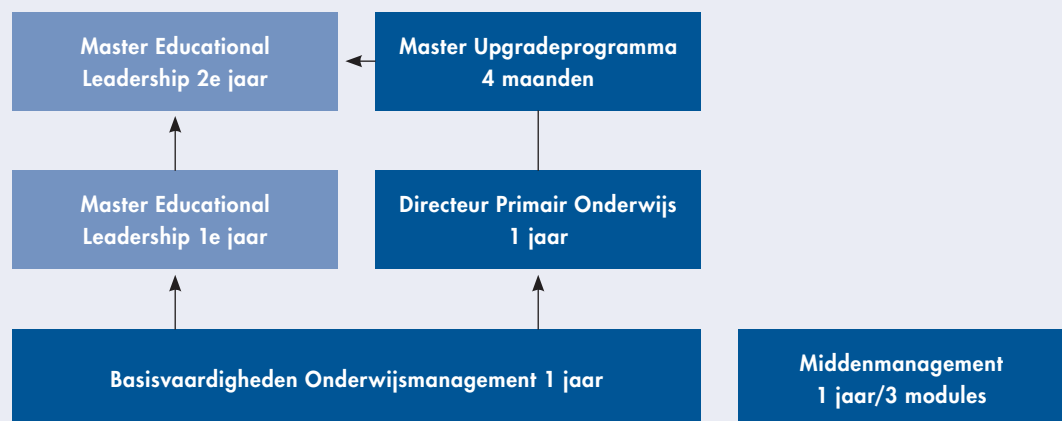 Master Educational
Leadership 2e jaar
Master Upgradeprogramma
4 maanden
Master Educational
Leadership 1e jaar
Directeur Primair Onderwijs
1 jaar
Basisvaardigheden Onderwijsmanagement 1 jaar
Middenmanagement
1 jaar/3 modules